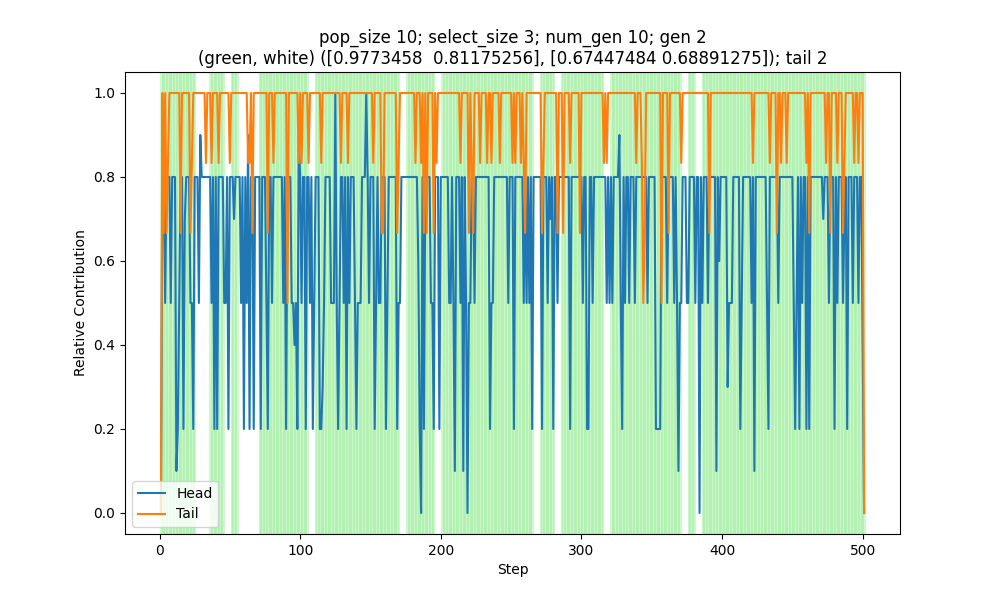 pop_size 10; select_size 3; num_gen 10; gen 2
(green, white) ([0.9773458  0.81175256], [0.67447484 0.68891275]); tail 2
Relative Contribution
1.0
0.8
0.6
0.4
0.2
0.0
Head
Tail
0 100 200 300 400 500
Step